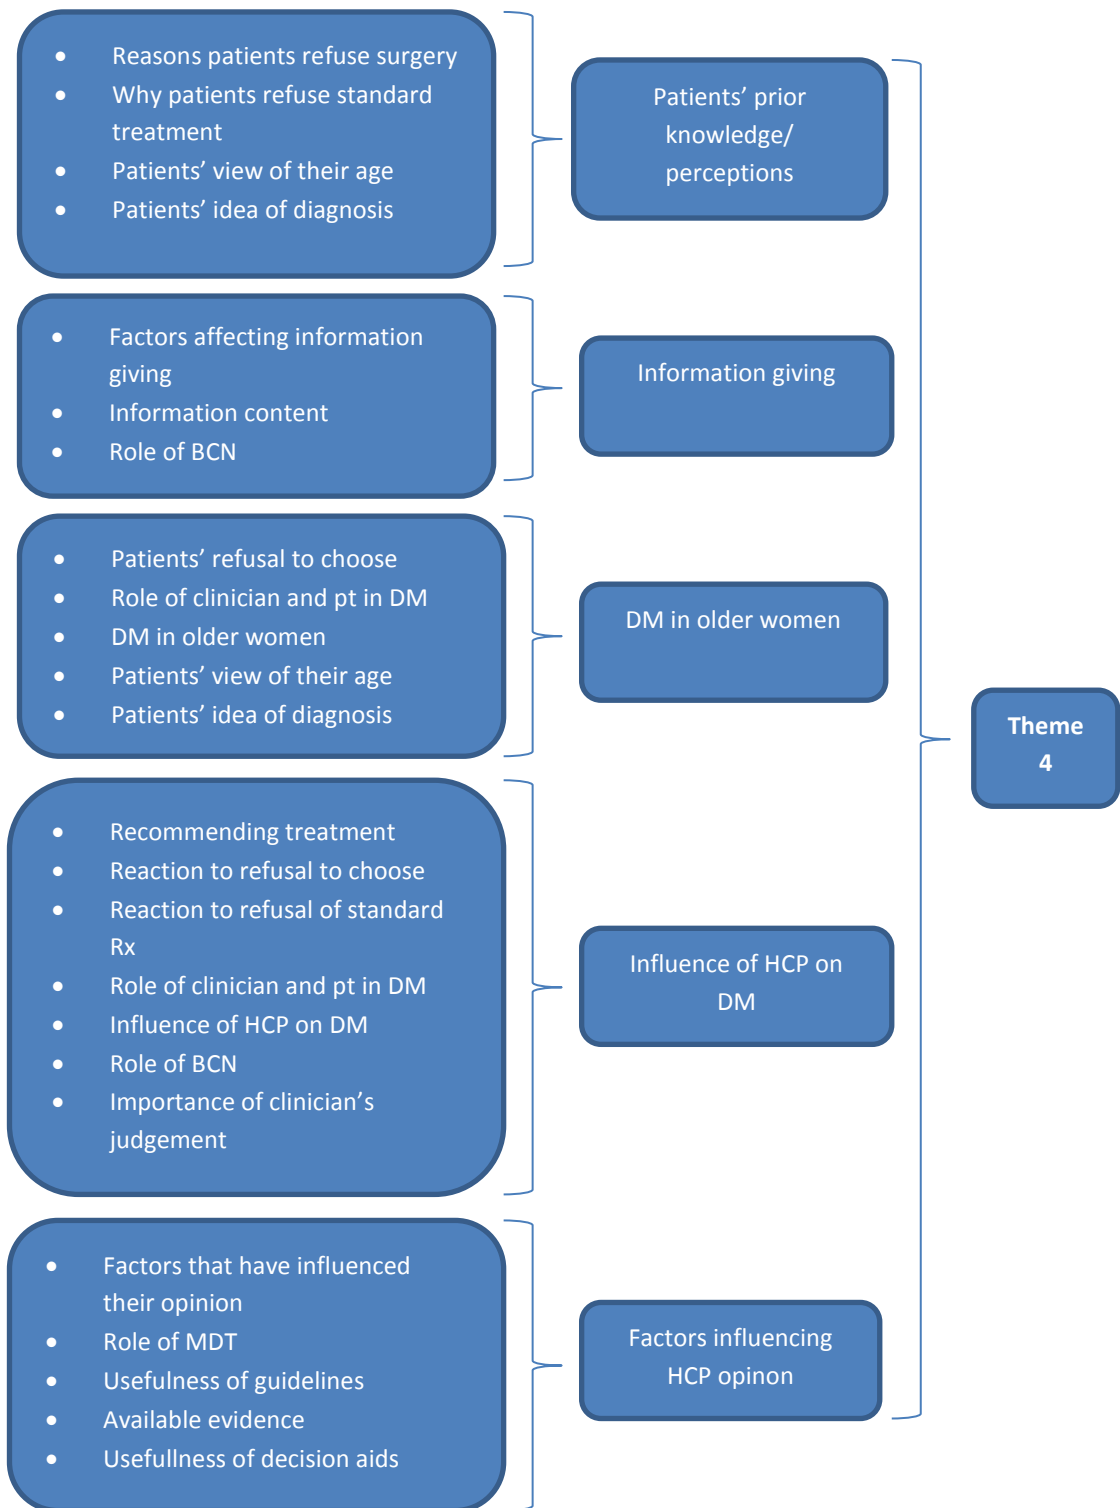 • Reasons patients refuse surgery
• Why patients refuse standard
treatment
• Patients’ view of their age
• Patients’ idea of diagnosis
Patients’ prior
knowledge/
perceptions
• Factors affecting information
giving
• Information content
• Role of BCN
Information giving
• Patients’ refusal to choose
• Role of clinician and pt in DM
• DM in older women
• Patients’ view of their age
• Patients’ idea of diagnosis
DM in older women
• Recommending treatment
• Reaction to refusal to choose
• Reaction to refusal of standard
Rx
• Role of clinician and pt in DM
• Influence of HCP on DM
• Role of BCN
• Importance of clinician’s
judgement
Influence of HCP on
DM
• Factors that have influenced
their opinion
• Role of MDT
• Usefulness of guidelines
• Available evidence
• Usefullness of decision aids
Factors influencing
HCP opinon
Theme
4